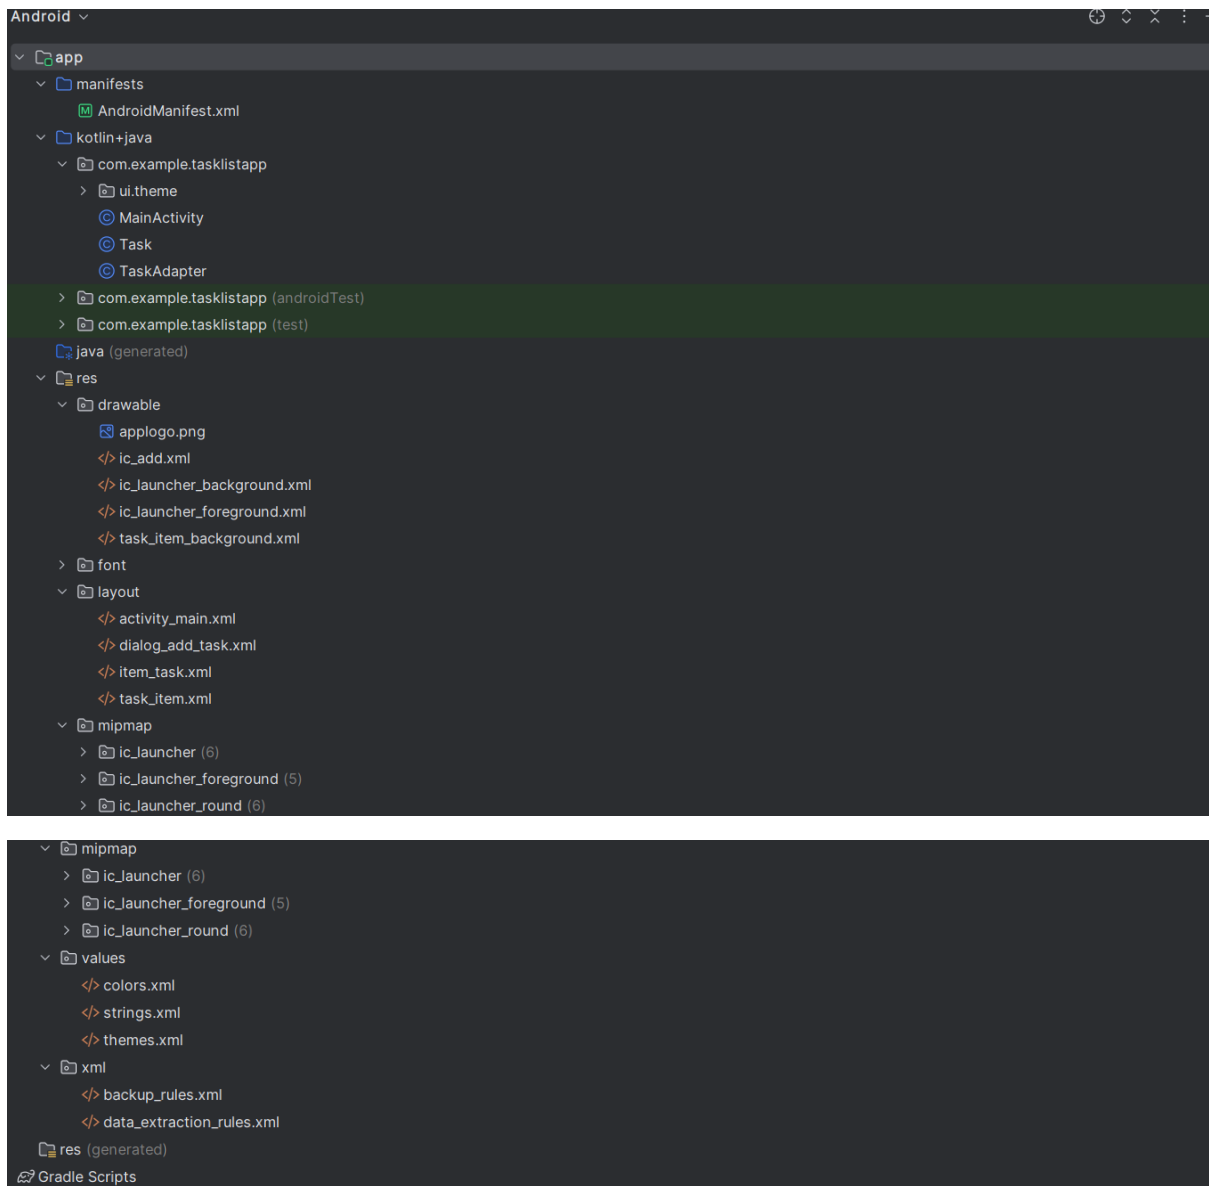 Android
app
manifests
AndroidManifest.xml
kotlin+java
com.example.tasklistapp
ui.theme
MainActivity
Task
TaskAdapter
com.example.tasklistapp (androidTest)
com.example.tasklistapp (test)
java (generated)
res
drawable
applogo.png
ic_add.xml
ic_launcher_background.xml
ic_launcher_foreground.xml
task_item_background.xml
font
layout
activity_main.xml
dialog_add_task.xml
item_task.xml
task_item.xml
mipmap
ic_launcher (6)
ic_launcher_foreground (5)
ic_launcher_round (6)
mipmap
ic_launcher (6)
ic_launcher_foreground (5)
ic_launcher_round (6)
values
colors.xml
strings.xml
themes.xml
xml
backup_rules.xml
data_extraction_rules.xml
res (generated)
Gradle Scripts